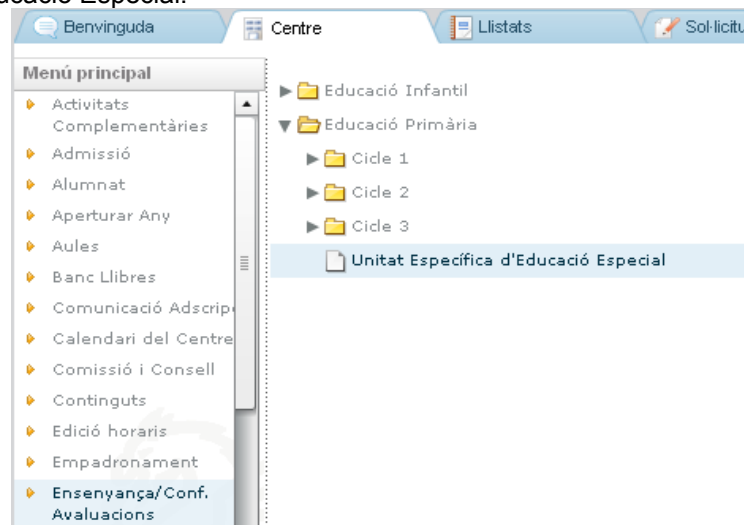 ucació Especial.
Benvinguda
Centre
Llistats
Sol·licitu
Menú principal
Activitats
Complementàries
Admissió
Alumnat
Aperturar Any
Aules
Banc Llibres
Comunicació Adscrip
Calendari del Centre
Comissió i Consell
Continguts
Edició horaris
Empadronament
Ensenyança/Conf.
Avaluacions
Educació Infantil
Educació Primària
Cicle 1
Cicle 2
Cicle 3
Unitat Específica d'Educació Especial